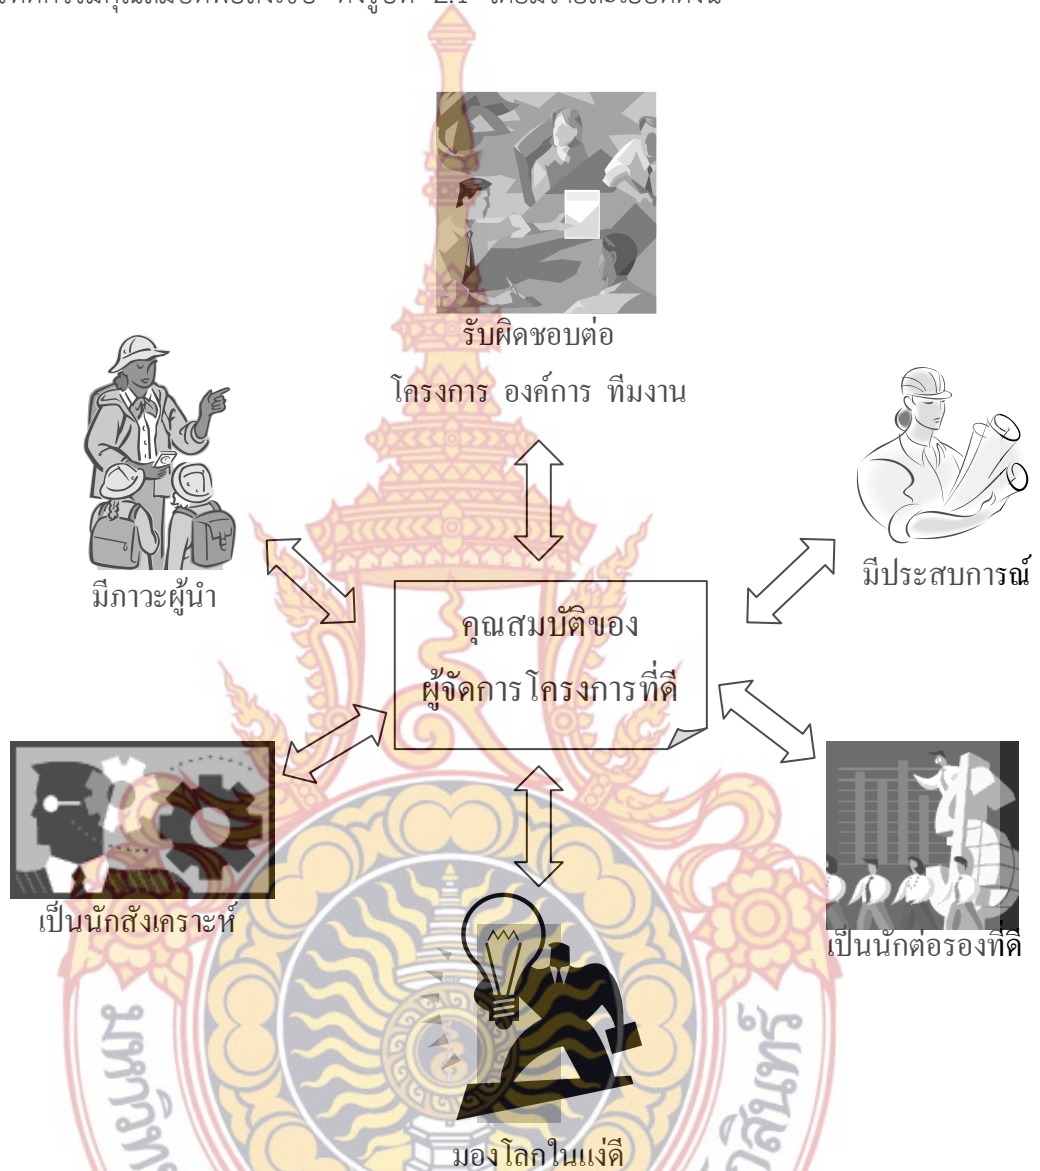 รับผิดชอบต่อ
โครงการ องค์การ ทีมงาน
มีภาวะผู้นำ
มีประสบการณ์
คุณสมบัติของ
ผู้จัดการโครงการที่ดี
เป็นนักสังเคราะห์
เป็นนักต่อรองที่ดี
มองโลกในแง่ดี